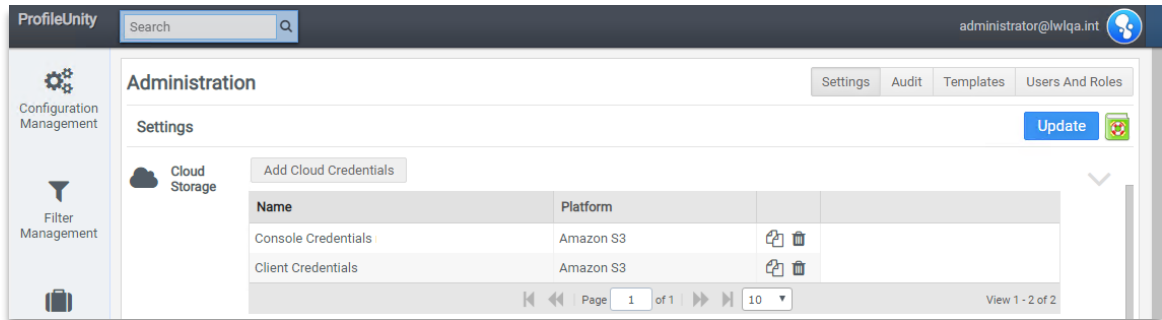 ProfileUnity
Search
administrator@lwlqa.int
Configuration
Management
Filter
Management
Administration
Settings Audit Templates Users And Roles
Settings
Update
Cloud
Storage
Add Cloud Credentials
Name Platform
Console Credentials Amazon S3
Client Credentials Amazon S3
Page 1 of 1 10 View 1 - 2 of 2